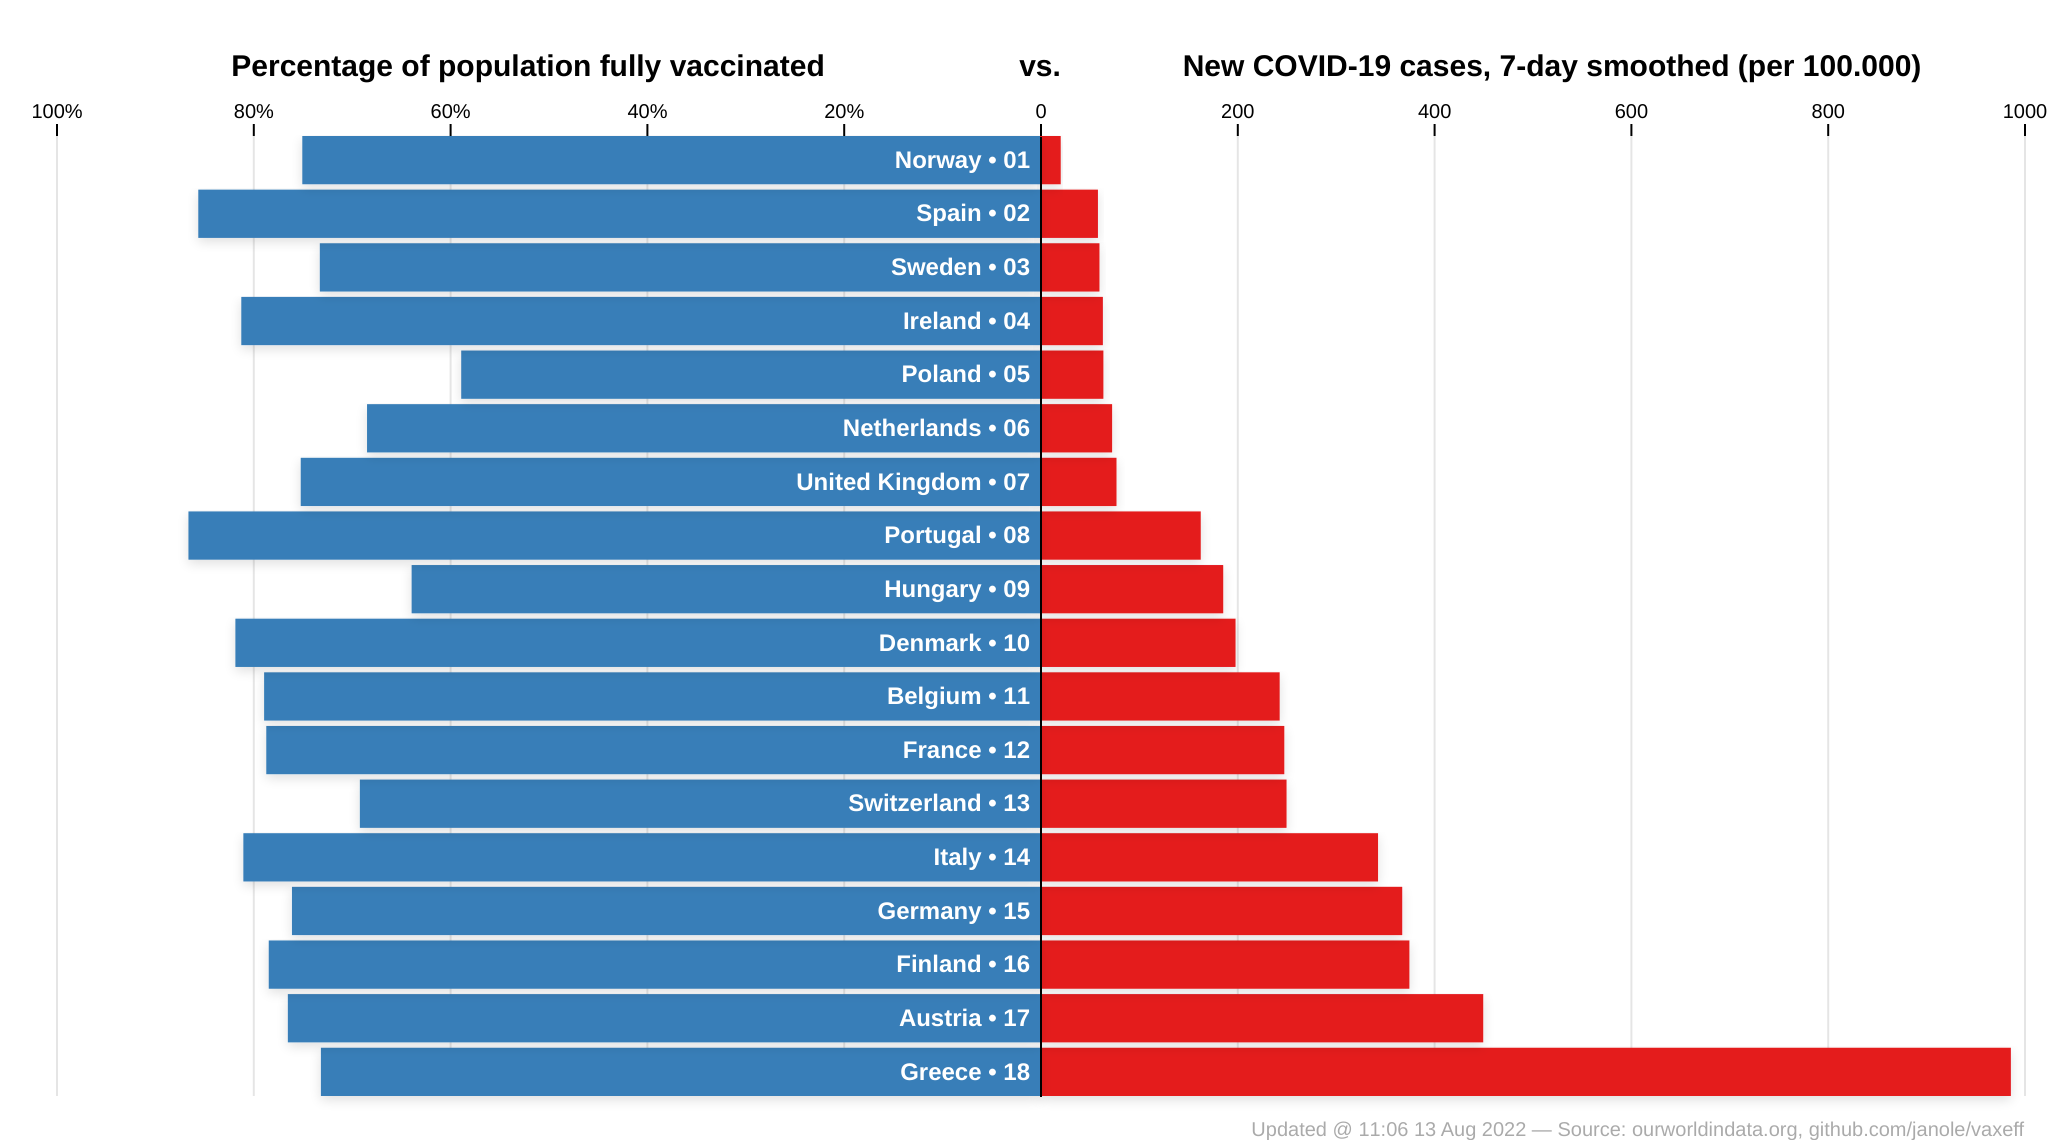 Percentage of population fully vaccinated vs. New COVID-19 cases, 7-day smoothed (per 100.000)
100% 80% 60% 40% 20% 0 200 400 600 800 1000
Norway • 01
Spain • 02
Sweden • 03
Ireland • 04
Poland • 05
Netherlands • 06
United Kingdom • 07
Portugal • 08
Hungary • 09
Denmark • 10
Belgium • 11
France • 12
Switzerland • 13
Italy • 14
Germany • 15
Finland • 16
Austria • 17
Greece • 18
Updated @ 11:06 13 Aug 2022 — Source: ourworldindata.org, github.com/janole/vaxeff